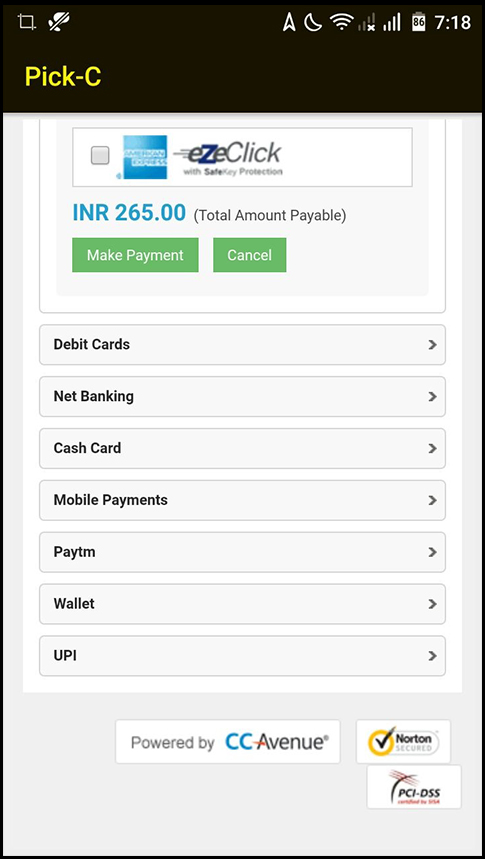 86 7:18
Pick-C
AMERICAN EXPRESS eZeClick
with SafeKey Protection
INR 265.00 (Total Amount Payable)
Make Payment Cancel
Debit Cards
Net Banking
Cash Card
Mobile Payments
Paytm
Wallet
UPI
Powered by CCAvenue® Norton
SECURED
PCI-DSS
certified by SISA